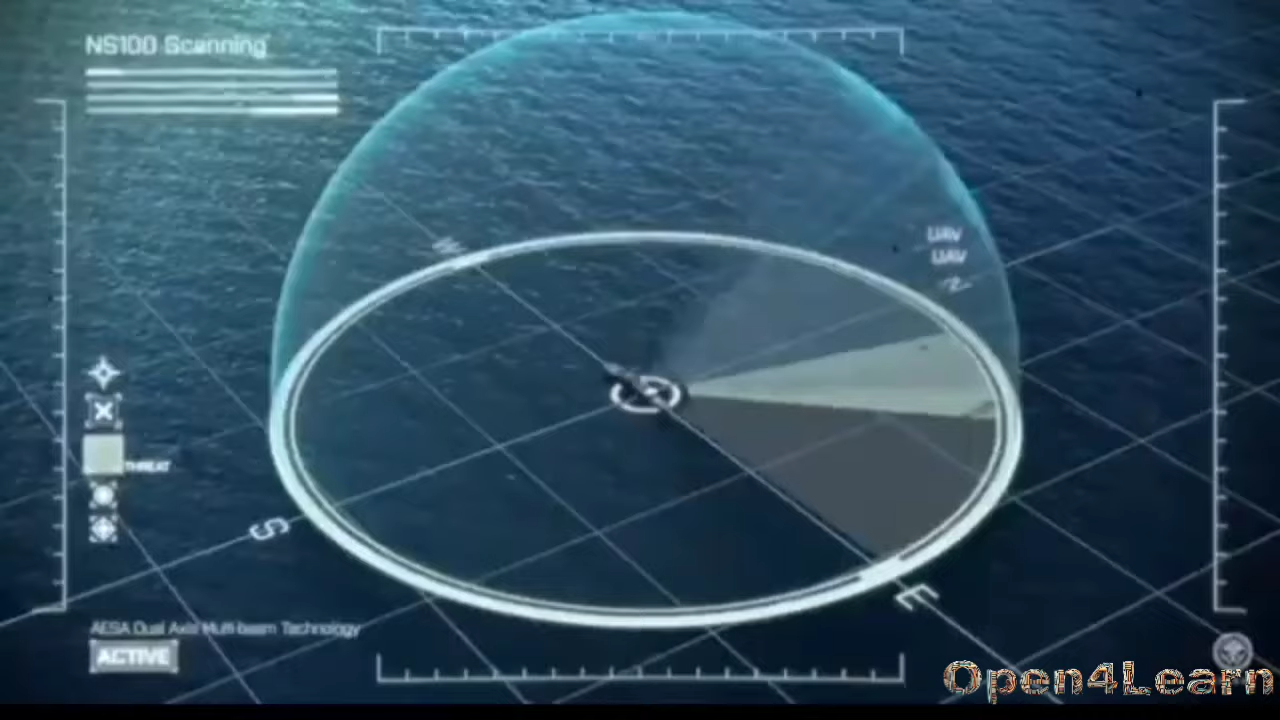 NS100 Scanning
UAV
UAV
N
W
THREAT
S
E
AESA Dual Axis Multi-beam Technology
ACTIVE
Open4Learn